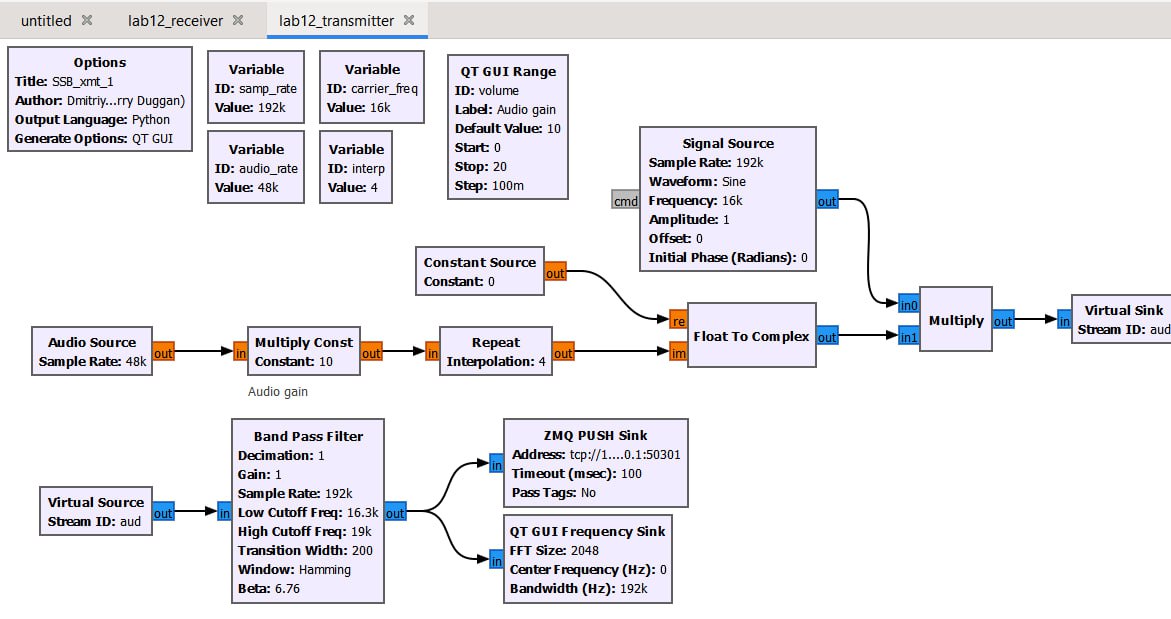 untitled
lab12_receiver
lab12_transmitter
Options
Title: SSB_xmt_1
Author: Dmitriy...rry Duggan)
Output Language: Python
Generate Options: QT GUI
Variable
ID: samp_rate
Value: 192k
Variable
ID: carrier_freq
Value: 16k
Variable
ID: audio_rate
Value: 48k
Variable
ID: interp
Value: 4
QT GUI Range
ID: volume
Label: Audio gain
Default Value: 10
Start: 0
Stop: 20
Step: 100m
Signal Source
Sample Rate: 192k
Waveform: Sine
Frequency: 16k
Amplitude: 1
Offset: 0
Initial Phase (Radians): 0
cmd
out
Constant Source
Constant: 0
out
Audio Source
Sample Rate: 48k
out
in
Multiply Const
Constant: 10
out
Audio gain
in
Repeat
Interpolation: 4
out
re
im
Float To Complex
out
in0
in1
Multiply
out
in
Virtual Sink
Stream ID: aud
Virtual Source
Stream ID: aud
out
in
Band Pass Filter
Decimation: 1
Gain: 1
Sample Rate: 192k
Low Cutoff Freq: 16.3k
High Cutoff Freq: 19k
Transition Width: 200
Window: Hamming
Beta: 6.76
out
in
ZMQ PUSH Sink
Address: tcp://1....0.1:50301
Timeout (msec): 100
Pass Tags: No
in
QT GUI Frequency Sink
FFT Size: 2048
Center Frequency (Hz): 0
Bandwidth (Hz): 192k